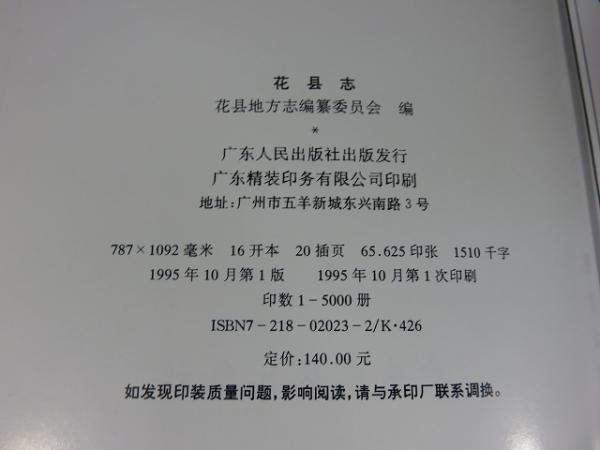 花县志
花县地方志编纂委员会 编
*
广东人民出版社出版发行
广东精装印务有限公司印刷
地址:广州市五羊新城东兴南路3号
787×1092毫米 16开本 20插页 65.625印张 1510千字
1995年10月第1版 1995年10月第1次印刷
印数1-5000册
ISBN7-218-02023-2/K·426
定价:140.00元
如发现印装质量问题,影响阅读,请与承印厂联系调换。